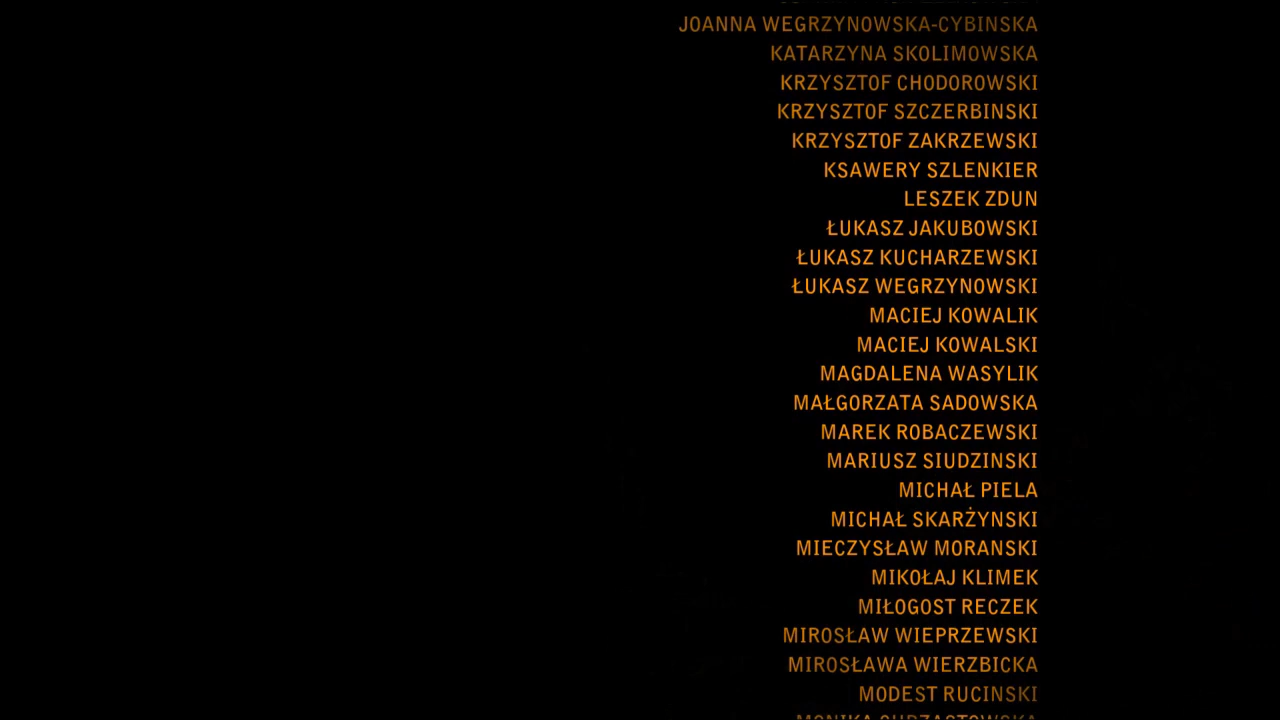 JOANNA WEGRZYNOWSKA-CYBINSKA
KATARZYNA SKOLIMOWSKA
KRZYSZTOF CHODOROWSKI
KRZYSZTOF SZCZERBINSKI
KRZYSZTOF ZAKRZEWSKI
KSAWERY SZLENKIER
LESZEK ZDUN
ŁUKASZ JAKUBOWSKI
ŁUKASZ KUCHARZEWSKI
ŁUKASZ WEGRZYNOWSKI
MACIEJ KOWALIK
MACIEJ KOWALSKI
MAGDALENA WASYLIK
MAŁGORZATA SADOWSKA
MAREK ROBACZEWSKI
MARIUSZ SIUDZINSKI
MICHAŁ PIELA
MICHAŁ SKARŻYNSKI
MIECZYSŁAW MORANSKI
MIKOŁAJ KLIMEK
MIŁOGOST RECZEK
MIROSŁAW WIEPRZEWSKI
MIROSŁAWA WIERZBICKA
MODEST RUCINSKI